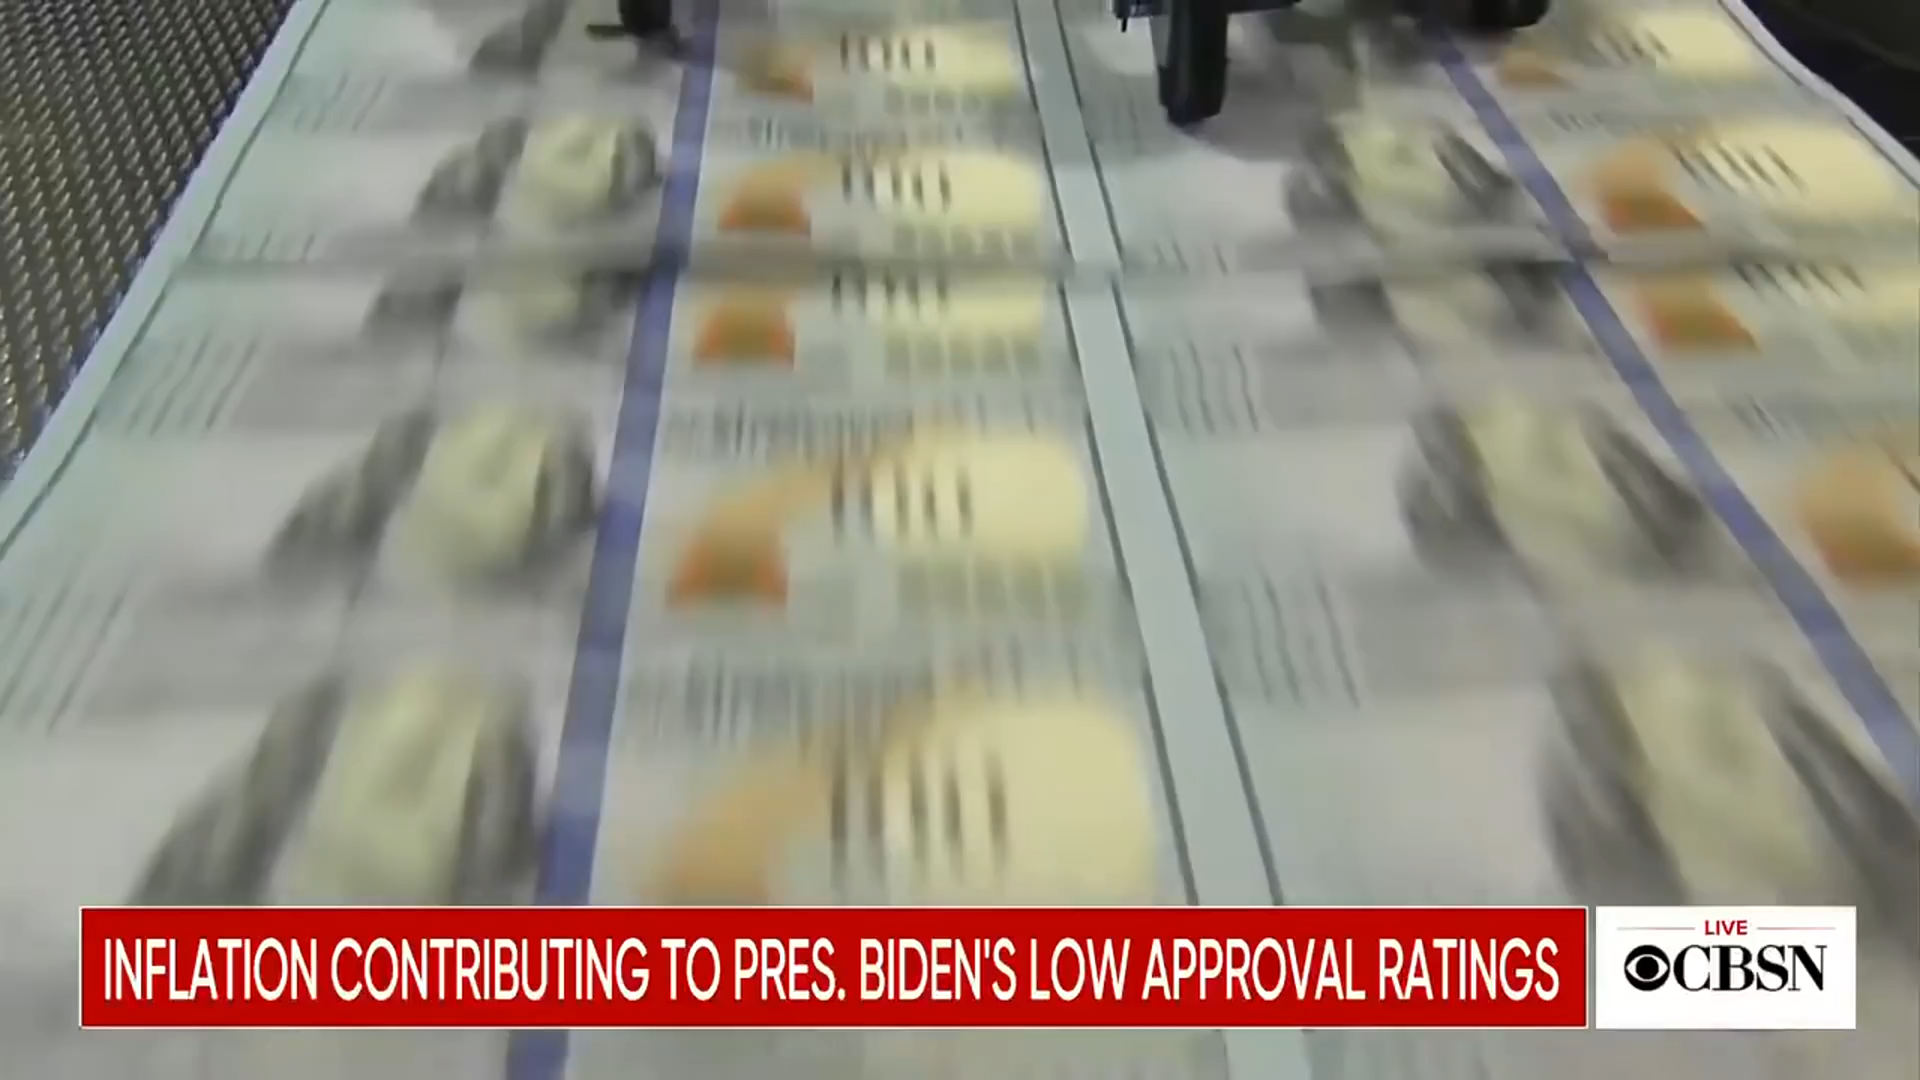 INFLATION CONTRIBUTING TO PRES. BIDEN'S LOW APPROVAL RATINGS
LIVE
CBSN